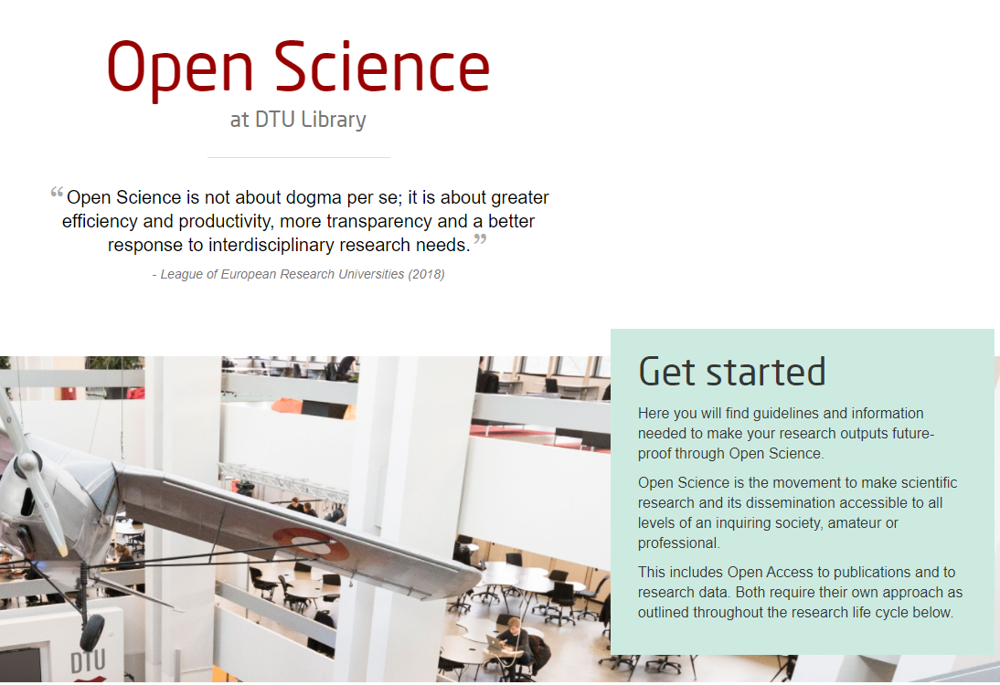 Open Science
at DTU Library
“Open Science is not about dogma per se; it is about greater
efficiency and productivity, more transparency and a better
response to interdisciplinary research needs.”
- League of European Research Universities (2018)
Get started
Here you will find guidelines and information
needed to make your research outputs future-
proof through Open Science.
Open Science is the movement to make scientific
research and its dissemination accessible to all
levels of an inquiring society, amateur or
professional.
This includes Open Access to publications and to
research data. Both require their own approach as
outlined throughout the research life cycle below.
DTU